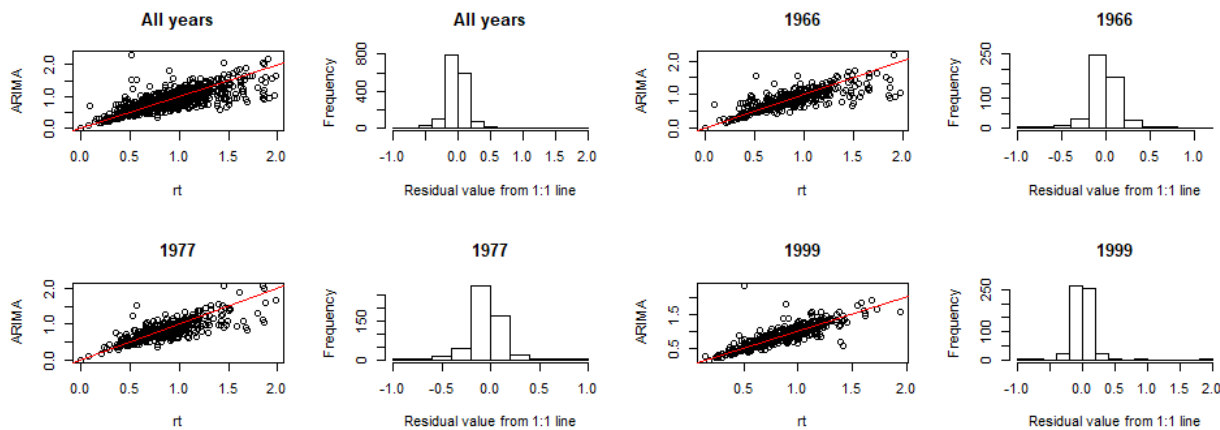 All years
ARIMA
0.0 1.0 2.0
0.0 0.5 1.0 1.5 2.0
rt
All years
Frequency
0 400 800
-1.0 0.0 1.0 2.0
Residual value from 1:1 line
1966
ARIMA
0.0 1.0 2.0
0.0 0.5 1.0 1.5 2.0
rt
1966
Frequency
0 100 250
-1.0 -0.5 0.0 0.5 1.0
Residual value from 1:1 line
1977
ARIMA
0.0 1.0 2.0
0.0 0.5 1.0 1.5 2.0
rt
1977
Frequency
0 150
-1.0 -0.5 0.0 0.5 1.0
Residual value from 1:1 line
1999
ARIMA
0.5 1.5
0.5 1.0 1.5 2.0
rt
1999
Frequency
0 100 250
-1.0 0.0 0.5 1.0 2.0
Residual value from 1:1 line